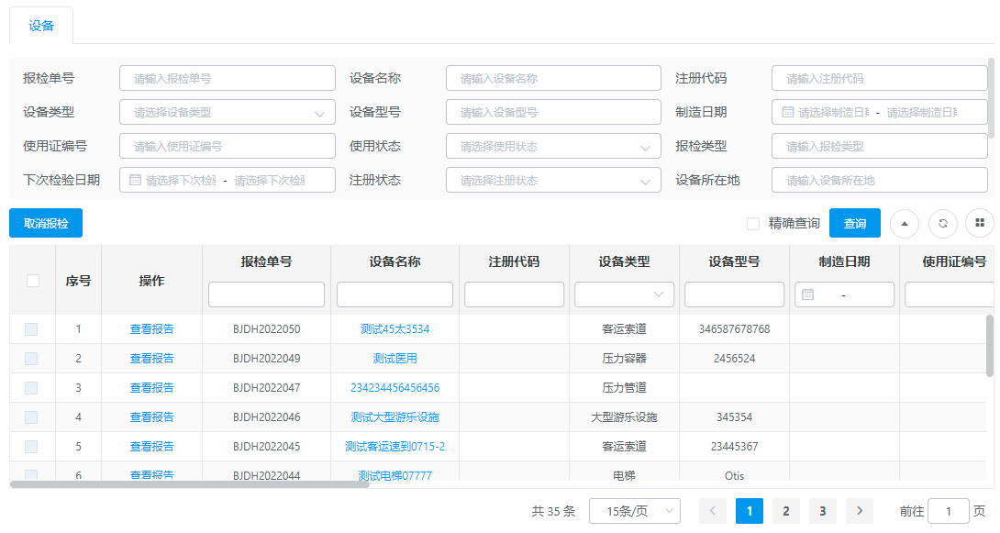 设备
报检单号 请输入报检单号 设备名称 请输入设备名称 注册代码 请输入注册代码
设备类型 请选择设备类型 设备型号 请输入设备型号 制造日期 请选择制造日 - 请选择制造日
使用证编号 请输入使用证编号 使用状态 请选择使用状态 报检类型 请输入报检类型
下次检验日期 请选择下次检 - 请选择下次检 注册状态 请选择注册状态 设备所在地 请输入设备所在地
取消报检 精确查询 查询
序号 操作 报检单号 设备名称 注册代码 设备类型 设备型号 制造日期 使用证编号
-
1 查看报告 BJDH2022050 测试45太3534 客运索道 346587678768
2 查看报告 BJDH2022049 测试医用 压力容器 2456524
3 查看报告 BJDH2022047 234234456456456 压力管道
4 查看报告 BJDH2022046 测试大型游乐设施 大型游乐设施 345354
5 查看报告 BJDH2022045 测试客运速到0715-2 客运索道 23445367
6 查看报告 BJDH2022044 测试电梯07777 电梯 Otis
共 35 条 15条/页 1 2 3 前往 1 页